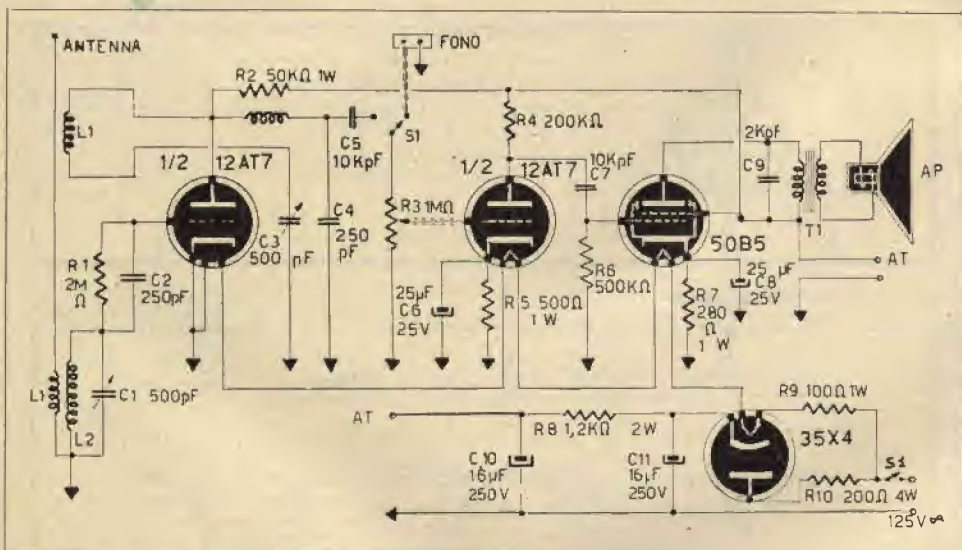 ANTENNA
FONO
R2 50KΩ 1W
L1
C5
10KpF
S1
R4 200KΩ
1/2 12AT7
1/2 12AT7
10KpF
C7
2KpF
C9
T1
AP
R3 1MΩ
50B5
C3
500 pF
C4
250
pF
R1
2M
Ω
C2
250pF
25µF
C6
25V
R5 500Ω
1 W
R6
500KΩ
25 µF
C8
25V
R7
280
Ω
1 W
AT
L1
L2
C1 500pF
AT
R8 1,2KΩ 2W
R9 100Ω 1W
35X4
C10
16µF
250V
C11
16µF
250V
S1
R10 200Ω 4W
125V∞